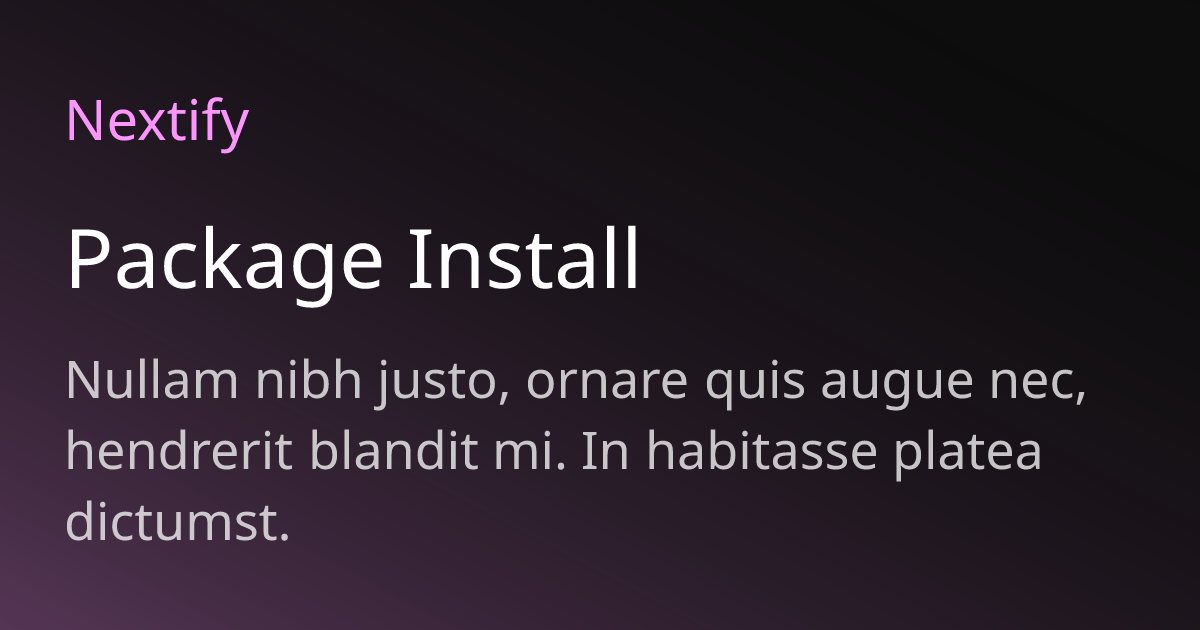 Nextify
Package Install
Nullam nibh justo, ornare quis augue nec,
hendrerit blandit mi. In habitasse platea
dictumst.